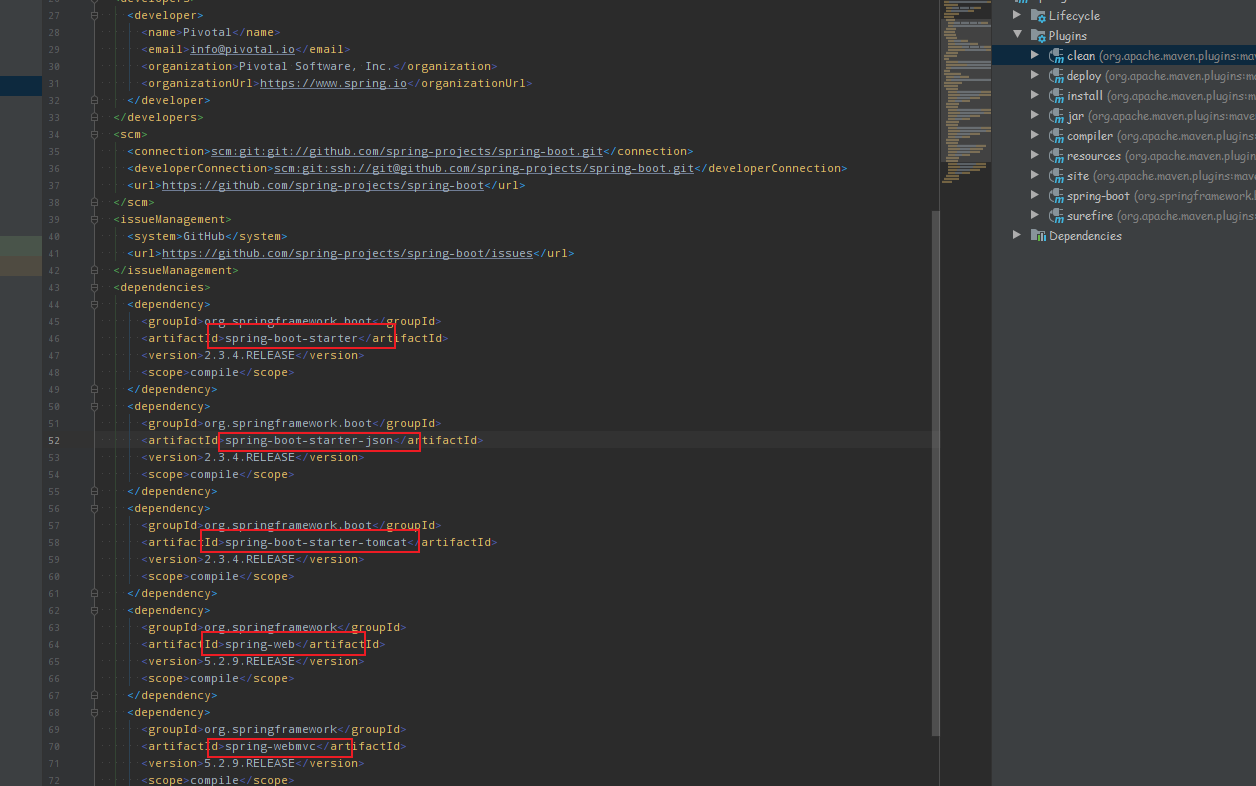 27 <developer>
28 <name>Pivotal</name>
29 <email>info@pivotal.io</email>
30 <organization>Pivotal Software, Inc.</organization>
31 <organizationUrl>https://www.spring.io</organizationUrl>
32 </developer>
33 </developers>
34 <scm>
35 <connection>scm:git:git://github.com/spring-projects/spring-boot.git</connection>
36 <developerConnection>scm:git:ssh://git@github.com/spring-projects/spring-boot.git</developerConnection>
37 <url>https://github.com/spring-projects/spring-boot</url>
38 </scm>
39 <issueManagement>
40 <system>GitHub</system>
41 <url>https://github.com/spring-projects/spring-boot/issues</url>
42 </issueManagement>
43 <dependencies>
44 <dependency>
45 <groupId>org.springframework.boot</groupId>
46 <artifactId>spring-boot-starter</artifactId>
47 <version>2.3.4.RELEASE</version>
48 <scope>compile</scope>
49 </dependency>
50 <dependency>
51 <groupId>org.springframework.boot</groupId>
52 <artifactId>spring-boot-starter-json</artifactId>
53 <version>2.3.4.RELEASE</version>
54 <scope>compile</scope>
55 </dependency>
56 <dependency>
57 <groupId>org.springframework.boot</groupId>
58 <artifactId>spring-boot-starter-tomcat</artifactId>
59 <version>2.3.4.RELEASE</version>
60 <scope>compile</scope>
61 </dependency>
62 <dependency>
63 <groupId>org.springframework</groupId>
64 <artifactId>spring-web</artifactId>
65 <version>5.2.9.RELEASE</version>
66 <scope>compile</scope>
67 </dependency>
68 <dependency>
69 <groupId>org.springframework</groupId>
70 <artifactId>spring-webmvc</artifactId>
71 <version>5.2.9.RELEASE</version>
72 <scope>compile</scope>
Lifecycle
Plugins
clean (org.apache.maven.plugins:mav
deploy (org.apache.maven.plugins:m
install (org.apache.maven.plugins:ma
jar (org.apache.maven.plugins:maver
compiler (org.apache.maven.plugins
resources (org.apache.maven.plugin
site (org.apache.maven.plugins:mave
spring-boot (org.springframework.
surefire (org.apache.maven.plugins:
Dependencies